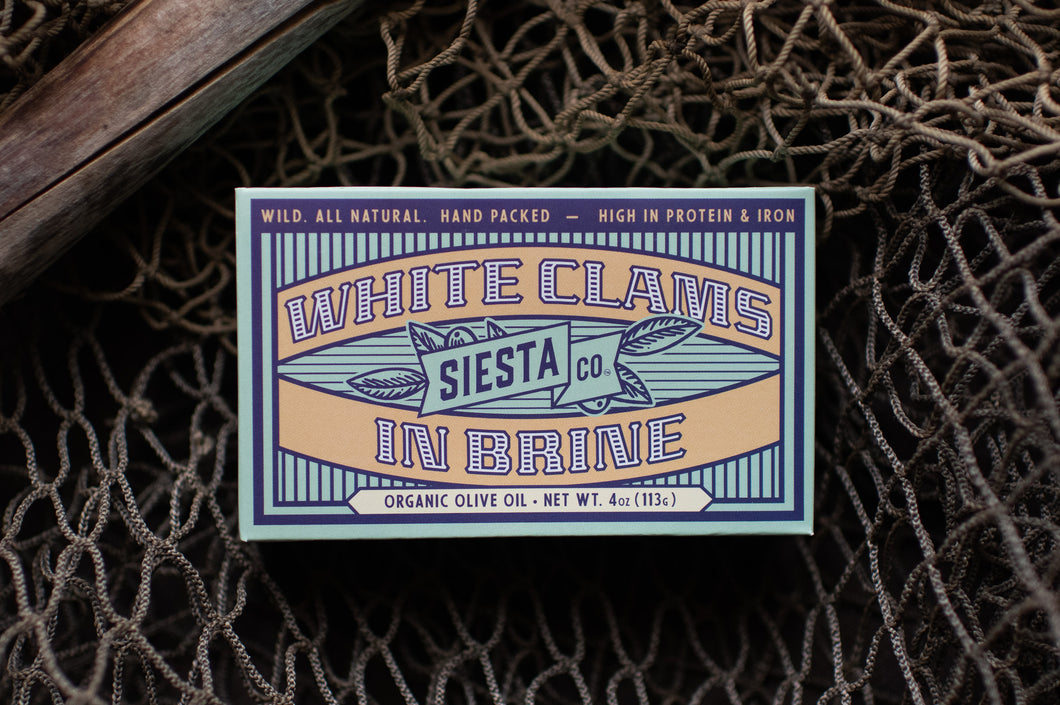 WILD. ALL NATURAL. HAND PACKED — HIGH IN PROTEIN & IRON
WHITE CLAMS
SIESTA CO™
IN BRINE
ORGANIC OLIVE OIL • NET WT. 4OZ (113G)